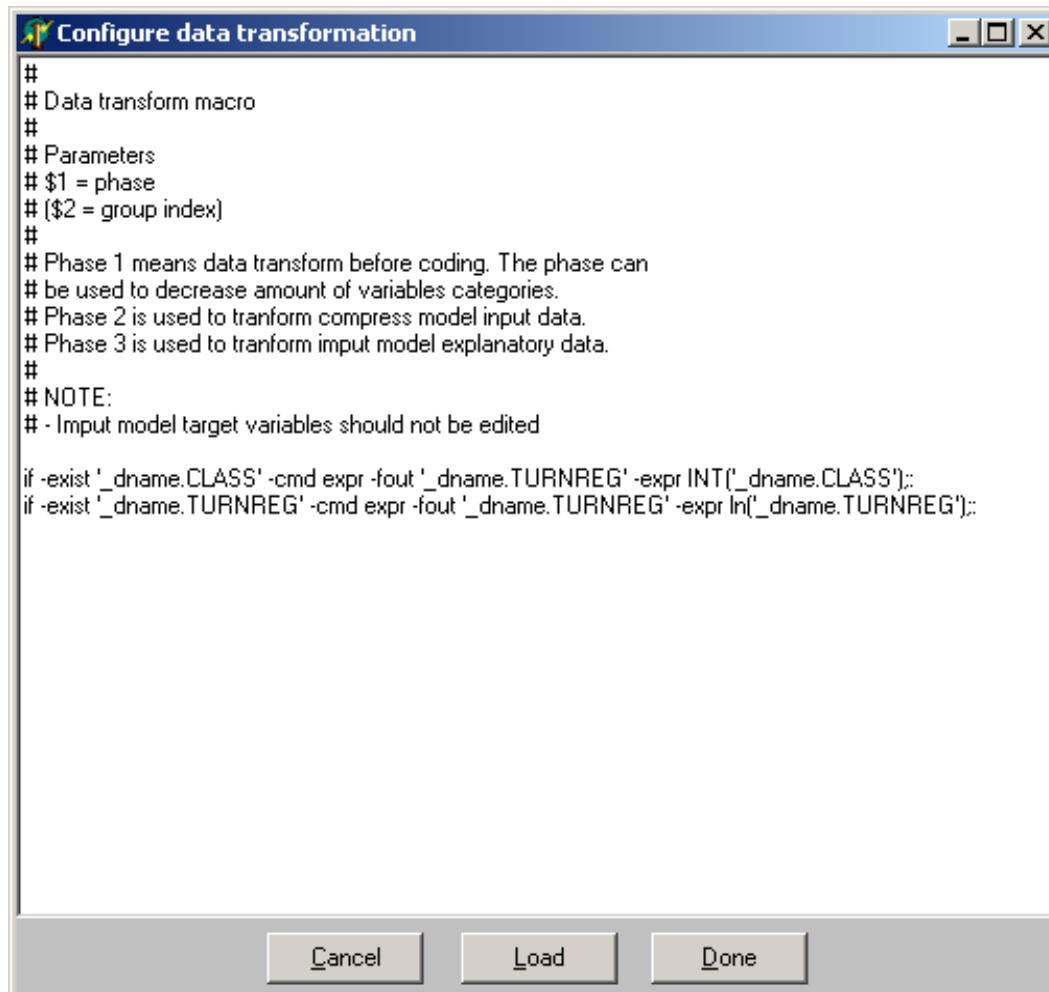 Configure data transformation
#
# Data transform macro
#
# Parameters
# $1 = phase
# ($2 = group index)
#
# Phase 1 means data transform before coding. The phase can
# be used to decrease amount of variables categories.
# Phase 2 is used to tranform compress model input data.
# Phase 3 is used to tranform imput model explanatory data.
#
# NOTE:
# - Imput model target variables should not be edited
if -exist '_dname.CLASS' -cmd expr -fout '_dname.TURNREG' -expr INT('_dname.CLASS');:
if -exist '_dname.TURNREG' -cmd expr -fout '_dname.TURNREG' -expr ln('_dname.TURNREG');:
Cancel Load Done